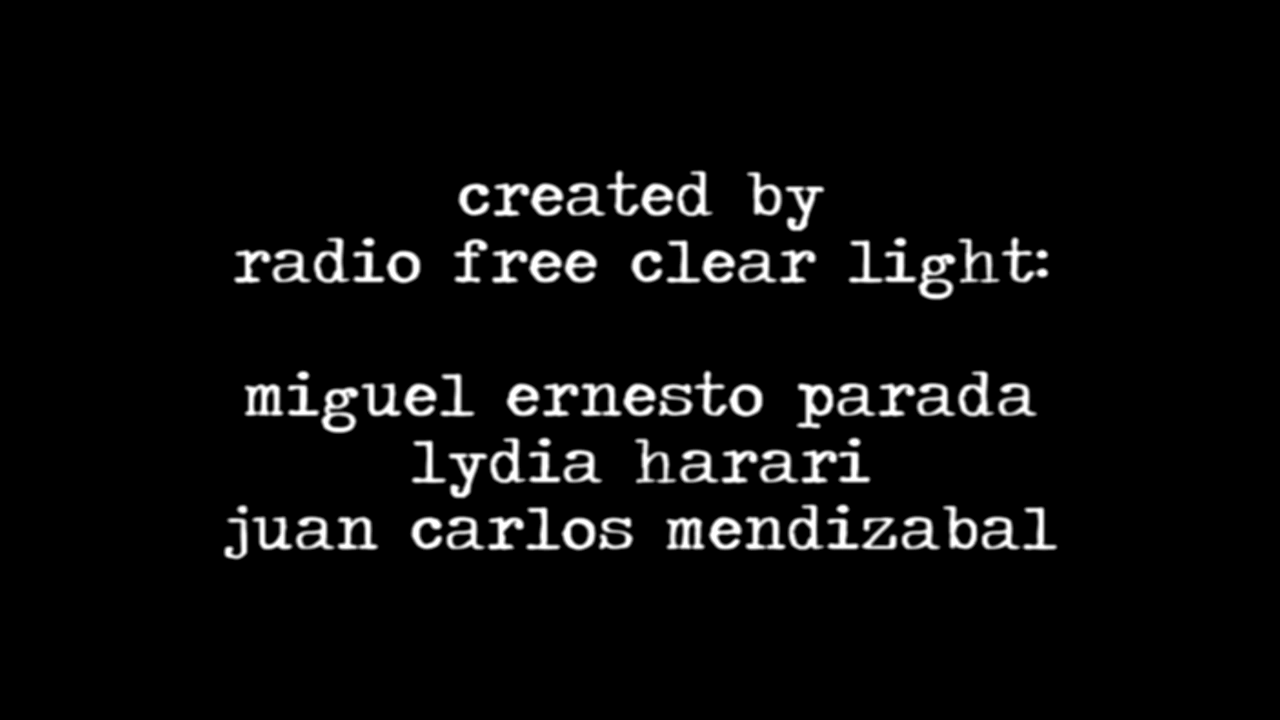 created by
radio free clear light:
miguel ernesto parada
lydia harari
juan carlos mendizabal